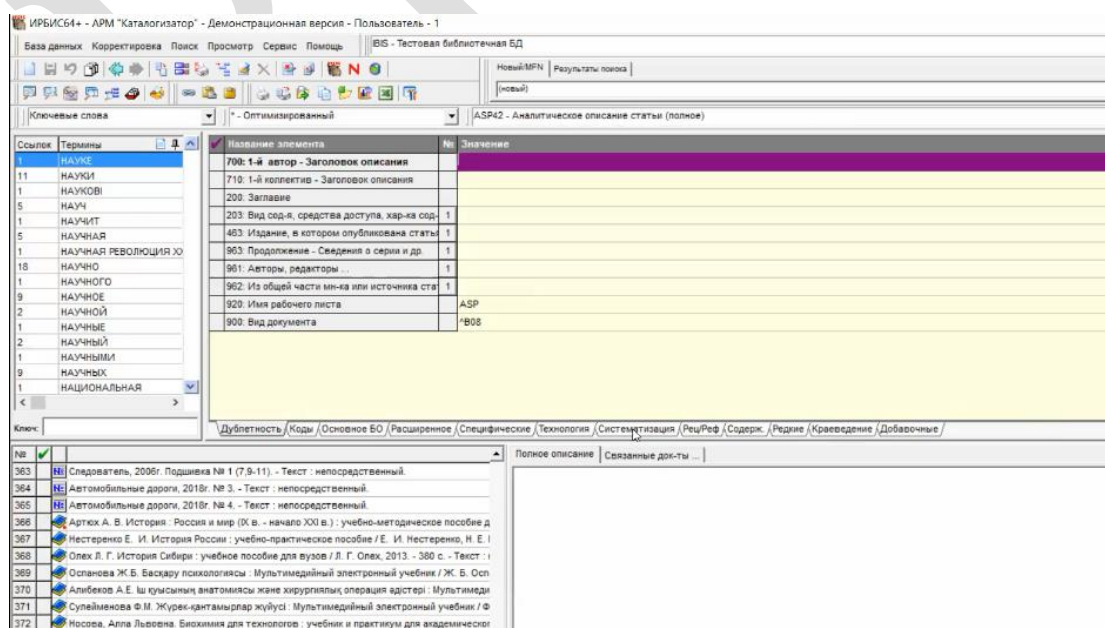 ИРБИС64+ - АРМ "Каталогизатор" - Демонстрационная версия - Пользователь - 1
База данных Корректировка Поиск Просмотр Сервис Помощь IBIS - Тестовая библиотечная БД
Новый/MFN Результаты поиска
(новый)
Ключевые слова * - Оптимизированный ASP42 - Аналитическое описание статьи (полное)
Ссылок Термины Название элемента № Значение
1 НАУКЕ 700: 1-й автор - Заголовок описания
11 НАУКИ 710: 1-й коллектив - Заголовок описания
1 НАУКОВІ 200: Заглавие
5 НАУЧ 203: Вид сод-я, средства доступа, хар-ка сод- 1
1 НАУЧИТ 463: Издание, в котором опубликована статья 1
5 НАУЧНАЯ 963: Продолжение - Сведения о серии и др. 1
1 НАУЧНАЯ РЕВОЛЮЦИЯ XX 961: Авторы, редакторы ... 1
18 НАУЧНО 962: Из общей части мн-ка или источника стат 1
1 НАУЧНОГО 920: Имя рабочего листа ASP
9 НАУЧНОЕ 900: Вид документа ^B08
2 НАУЧНОЙ
1 НАУЧНЫЕ
2 НАУЧНЫЙ
1 НАУЧНЫМИ
9 НАУЧНЫХ
1 НАЦИОНАЛЬНАЯ
Ключ: Дублетность Коды Основное БО Расширенное Специфические Технология Систематизация Рец/Реф Содерж. Редкие Краеведение Добавочные
№ Полное описание Связанные док-ты ...
363 Следователь, 2006г. Подшивка № 1 (7,9-11). - Текст : непосредственный.
364 Автомобильные дороги, 2018г. № 3. - Текст : непосредственный.
365 Автомобильные дороги, 2018г. № 4. - Текст : непосредственный.
366 Артюх А. В. История : Россия и мир (IX в. - начало XXI в.) : учебно-методическое пособие д
367 Нестеренко Е. И. История России : учебно-практическое пособие / Е. И. Нестеренко, Н. Е.
368 Олех Л. Г. История Сибири : учебное пособие для вузов / Л. Г. Олех, 2013. - 380 с. - Текст :
369 Оспанова Ж.Б. Басқару психологиясы : Мультимедийный электронный учебник / Ж. Б. Осп
370 Алибеков А.Е. Іш қуысының анатомиясы және хирургиялық операция әдістері : Мультимеди
371 Сулейменова Ф.М. Жүрек-қантамырлар жүйусі : Мультимедийный электронный учебник / Ф
372 Носова, Алла Львовна. Биохимия для технологов : учебник и практикум для академическог